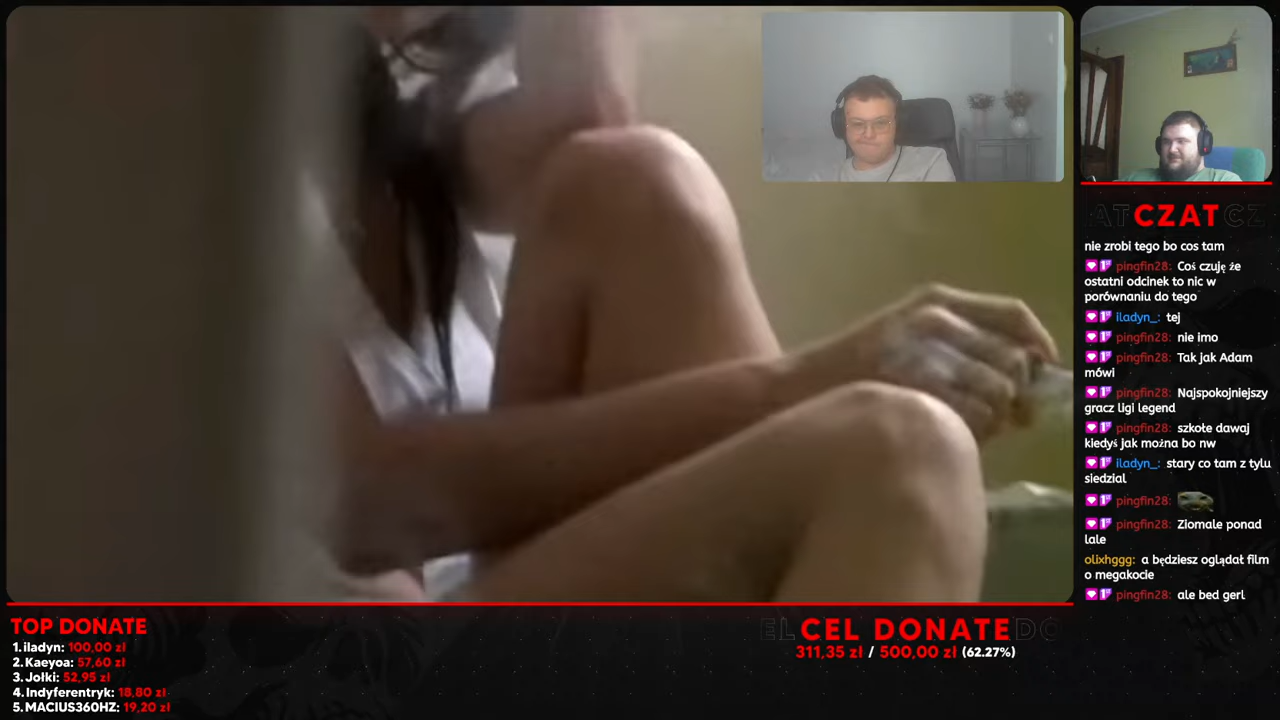 CZAT
nie zrobi tego bo cos tam
pingfin28: Coś czuję że
ostatni odcinek to nic w
porównaniu do tego
iladyn_: tej
pingfin28: nie imo
pingfin28: Tak jak Adam
mówi
pingfin28: Najspokojniejszy
gracz ligi legend
pingfin28: szkołe dawaj
kiedyś jak można bo nw
iladyn_: stary co tam z tylu
siedzial
pingfin28:
pingfin28: Ziomale ponad
lale
olixhggg: a będziesz oglądał film
o megakocie
pingfin28: ale bed gerl
TOP DONATE
1. iladyn: 100,00 zł
2. Kaeyoa: 57,60 zł
3. Jołki: 52,95 zł
4. Indyferentryk: 18,80 zł
5. MACIUS360HZ: 19,20 zł
CEL DONATE
311,35 zł / 500,00 zł (62.27%)